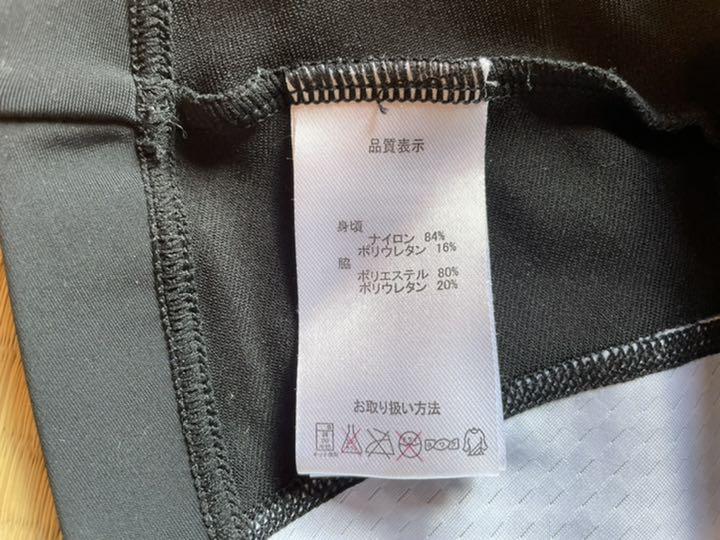 品質表示
身頃
ナイロン 84%
ポリウレタン 16%
脇
ポリエステル 80%
ポリウレタン 20%
お取り扱い方法